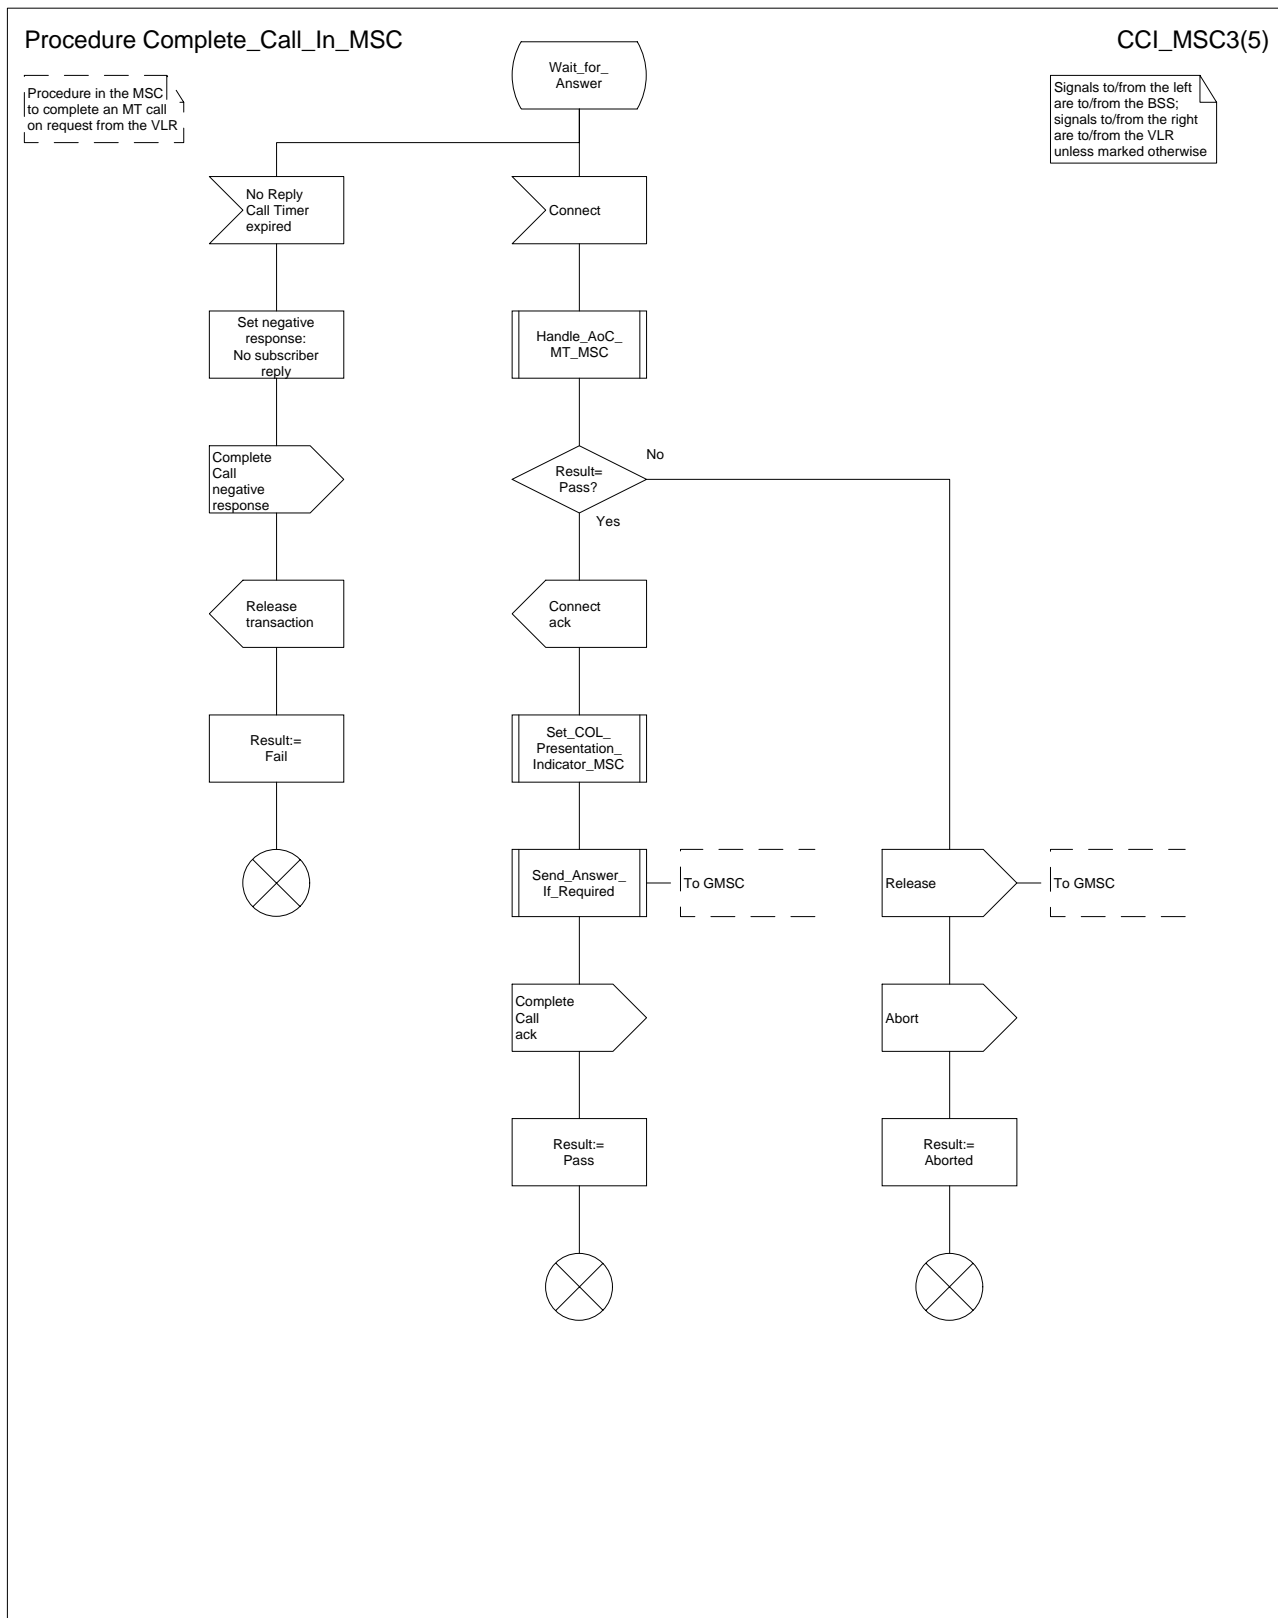 Procedure Complete_Call_In_MSC
CCI_MSC3(5)
Procedure in the MSC
to complete an MT call
on request from the VLR
Signals to/from the left
are to/from the BSS;
signals to/from the right
are to/from the VLR
unless marked otherwise
Wait_for_
Answer
No Reply
Call Timer
expired
Connect
Set negative
response:
No subscriber
reply
Handle_AoC_
MT_MSC
Complete
Call
negative
response
Result=
Pass?
No
Yes
Release
transaction
Connect
ack
Result:=
Fail
Set_COL_
Presentation_
Indicator_MSC
Send_Answer_
If_Required
To GMSC
Release
To GMSC
Complete
Call
ack
Abort
Result:=
Pass
Result:=
Aborted